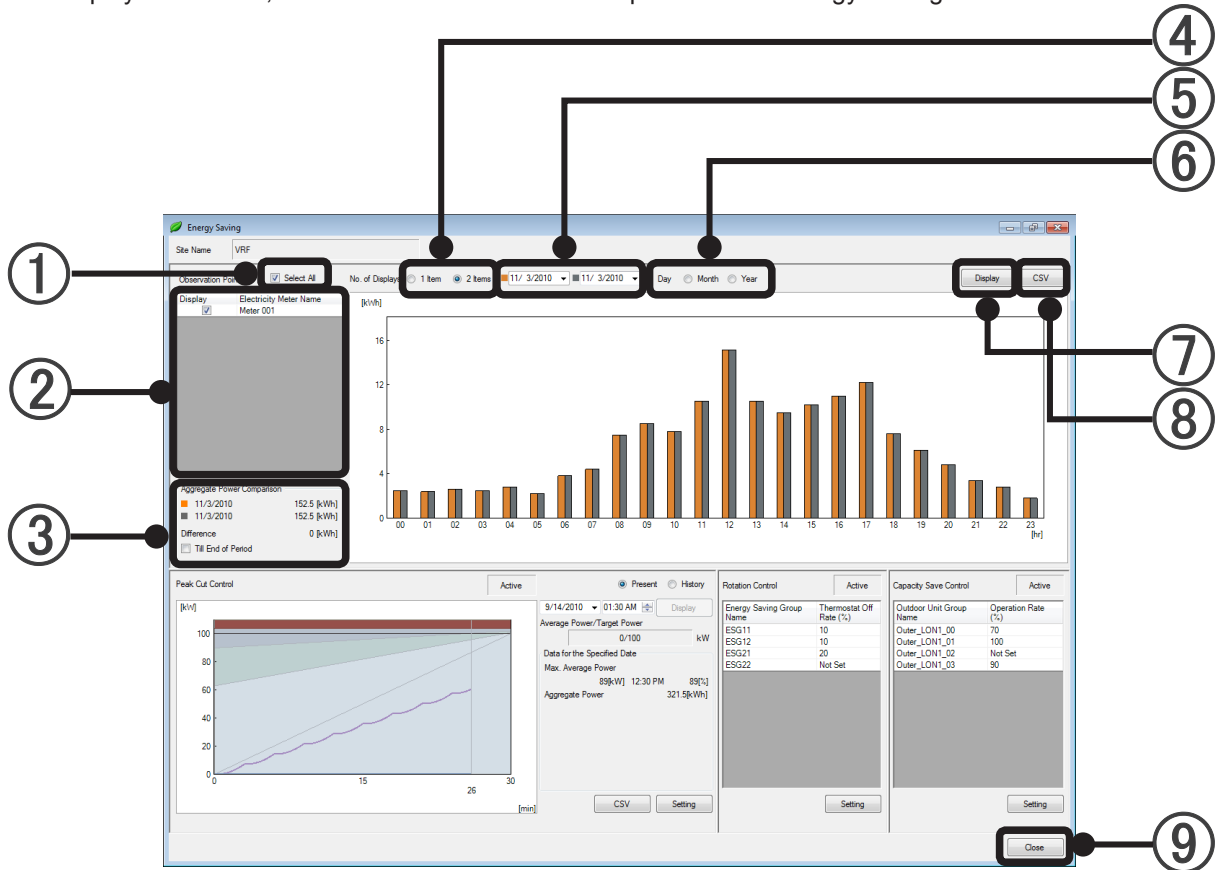 ④
⑤
⑥
Energy Saving
Site Name VRF
①
Observation Poi Select All No. of Displays 1 Item 2 Items 11/ 3/2010 11/ 3/2010 Day Month Year Display CSV
Display Electricity Meter Name [kWh]
Meter 001
16
12
8
4
0
00 01 02 03 04 05 06 07 08 09 10 11 12 13 14 15 16 17 18 19 20 21 22 23
[hr]
⑦
②
⑧
Aggregate Power Comparison
11/3/2010 152.5 [kWh]
11/3/2010 152.5 [kWh]
Difference 0 [kWh]
Till End of Period
③
Peak Cut Control Active
[kW]
100
80
60
40
20
0
0 15 26 30
[min]
Present History
9/14/2010 01:30 AM Display
Average Power/Target Power
0/100 kW
Data for the Specified Date
Max. Average Power
89[kW] 12:30 PM 89[%]
Aggregate Power 321.5[kWh]
CSV Setting
Rotation Control Active
Energy Saving Group Name Thermostat Off Rate (%)
ESG11 10
ESG12 10
ESG21 20
ESG22 Not Set
Setting
Capacity Save Control Active
Outdoor Unit Group Name Operation Rate (%)
Outer_LON1_00 70
Outer_LON1_01 100
Outer_LON1_02 Not Set
Outer_LON1_03 90
Setting
Close
⑨